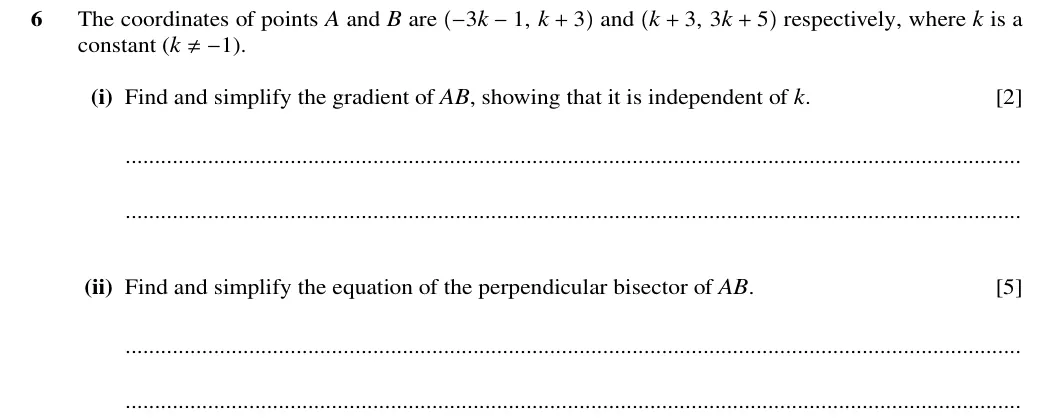 6 The coordinates of points A and B are (−3k − 1, k + 3) and (k + 3, 3k + 5) respectively, where k is a
constant (k ≠ −1).
(i) Find and simplify the gradient of AB, showing that it is independent of k. [2]
(ii) Find and simplify the equation of the perpendicular bisector of AB. [5]